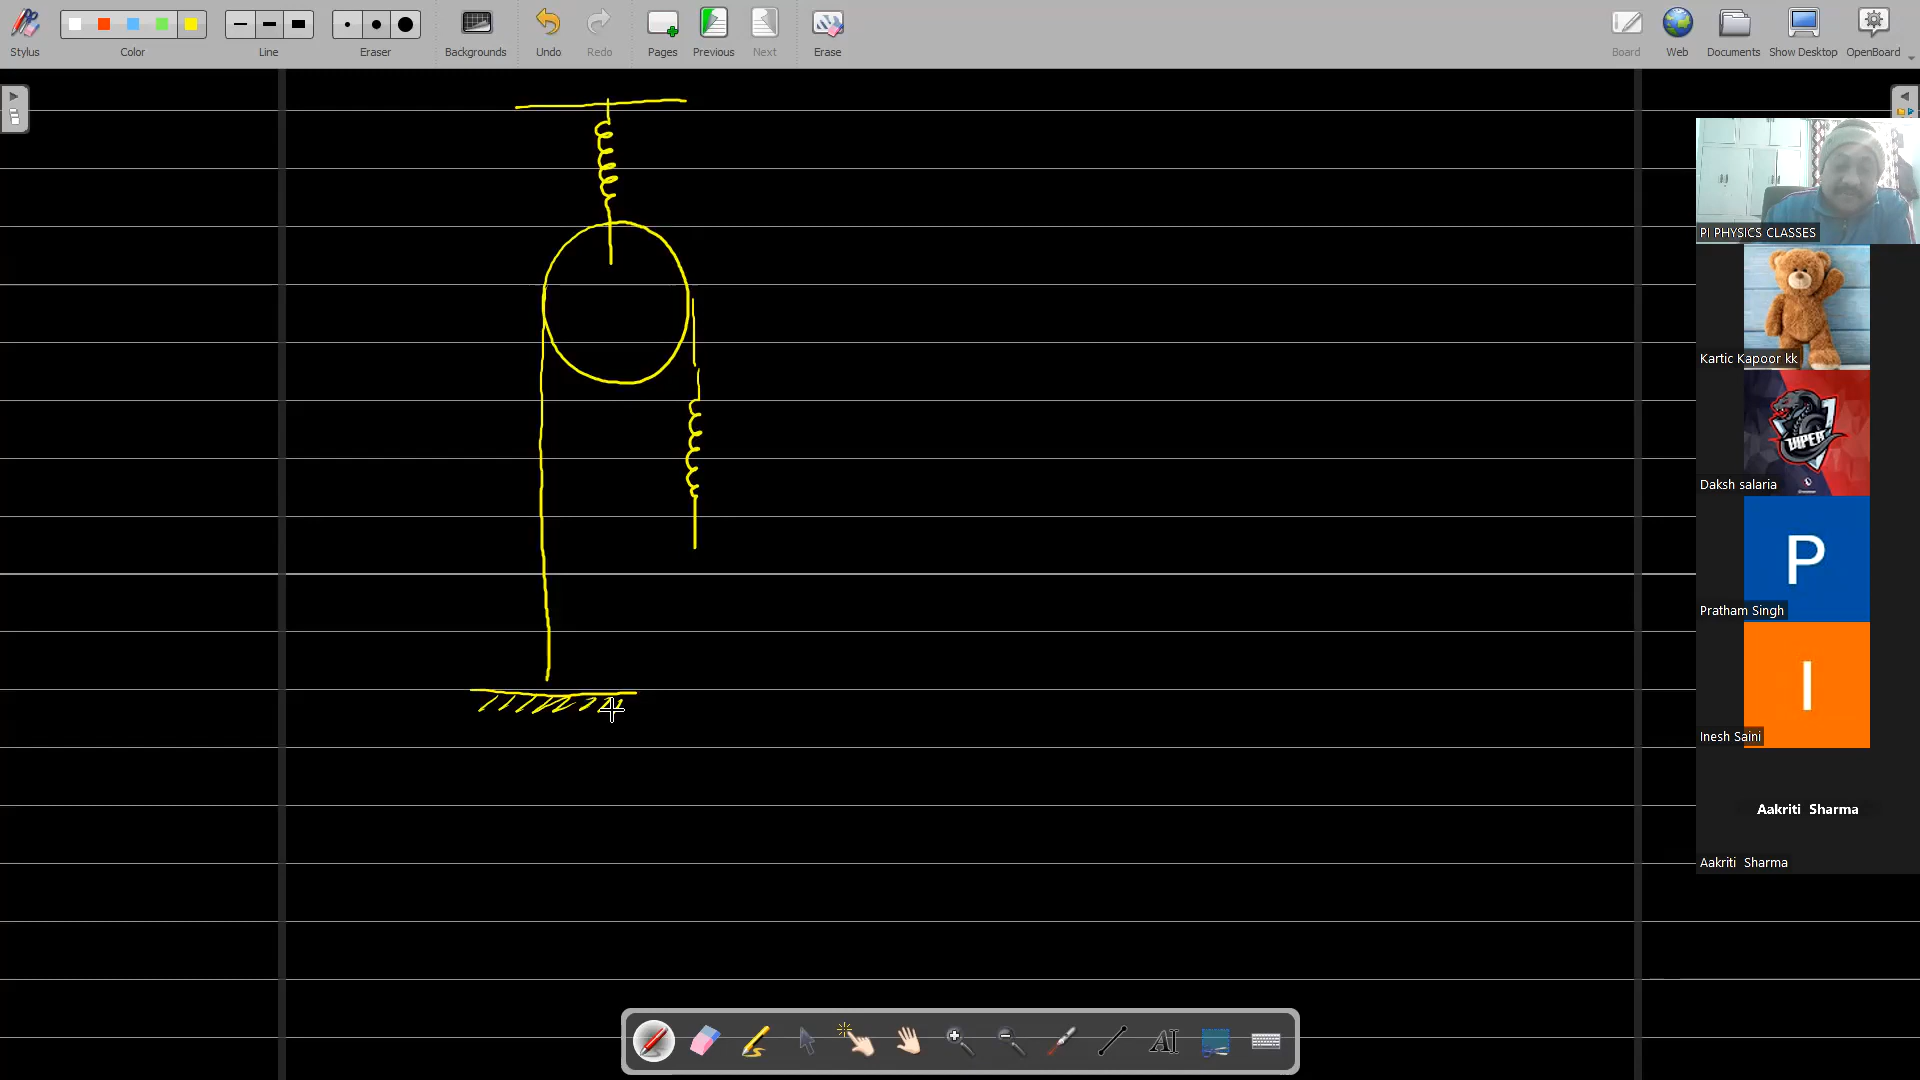 Stylus
Color
Line
Eraser
Backgrounds
Undo
Redo
Pages
Previous
Next
Erase
Board
Web
Documents
Show Desktop
OpenBoard
PI PHYSICS CLASSES
Kartic Kapoor kk
VIPER
Daksh salaria
P
Pratham Singh
I
Inesh Saini
Aakriti Sharma
Aakriti Sharma
AI